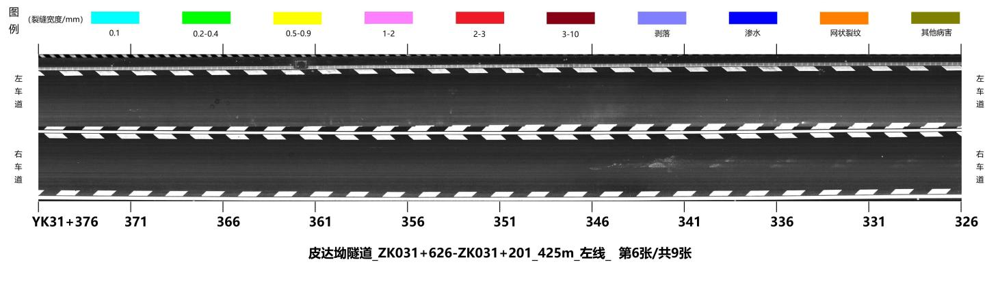 图例
(裂缝宽度/mm)
0.1 0.2-0.4 0.5-0.9 1-2 2-3 3-10 剥落 渗水 网状裂纹 其他病害
左车道 左车道
右车道 右车道
YK31+376 371 366 361 356 351 346 341 336 331 326
皮达坳隧道_ZK031+626-ZK031+201_425m_左线_ 第6张/共9张